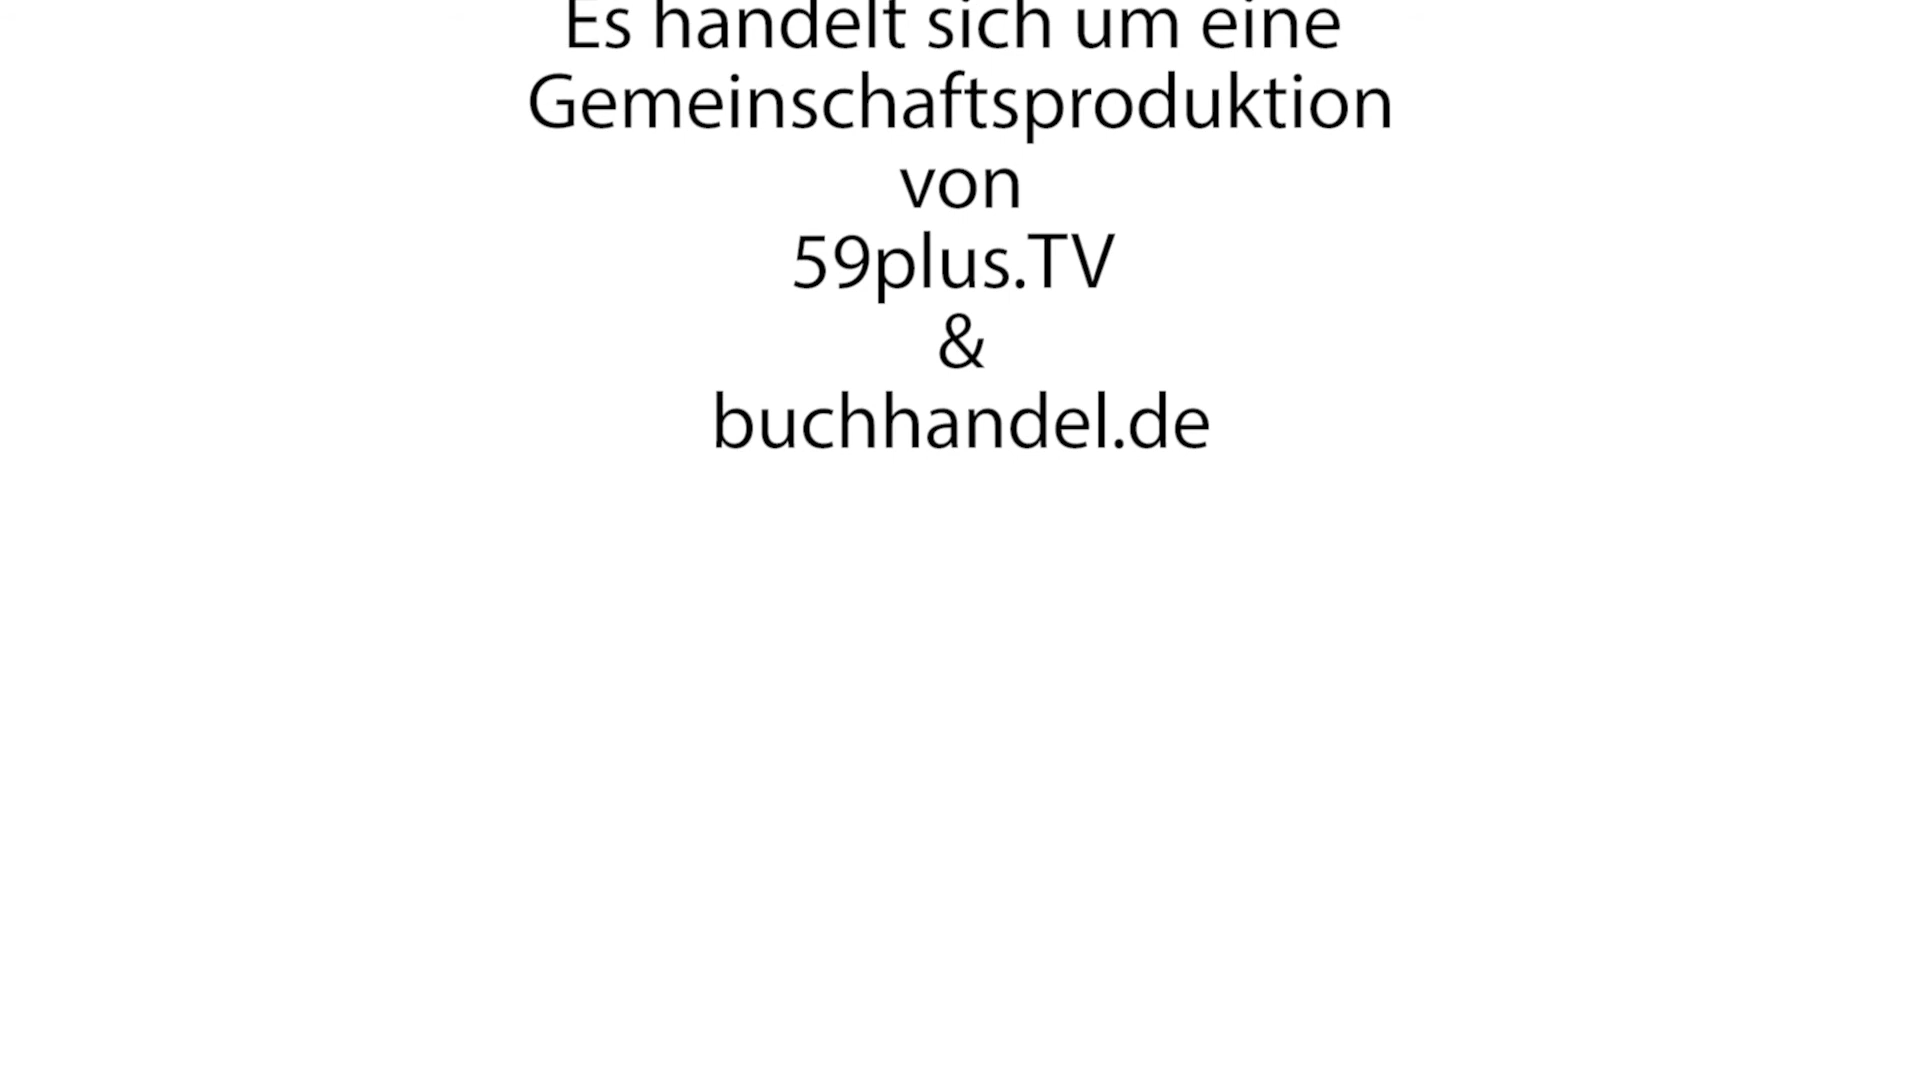 Es handelt sich um eine
Gemeinschaftsproduktion
von
59plus.TV
&
buchhandel.de